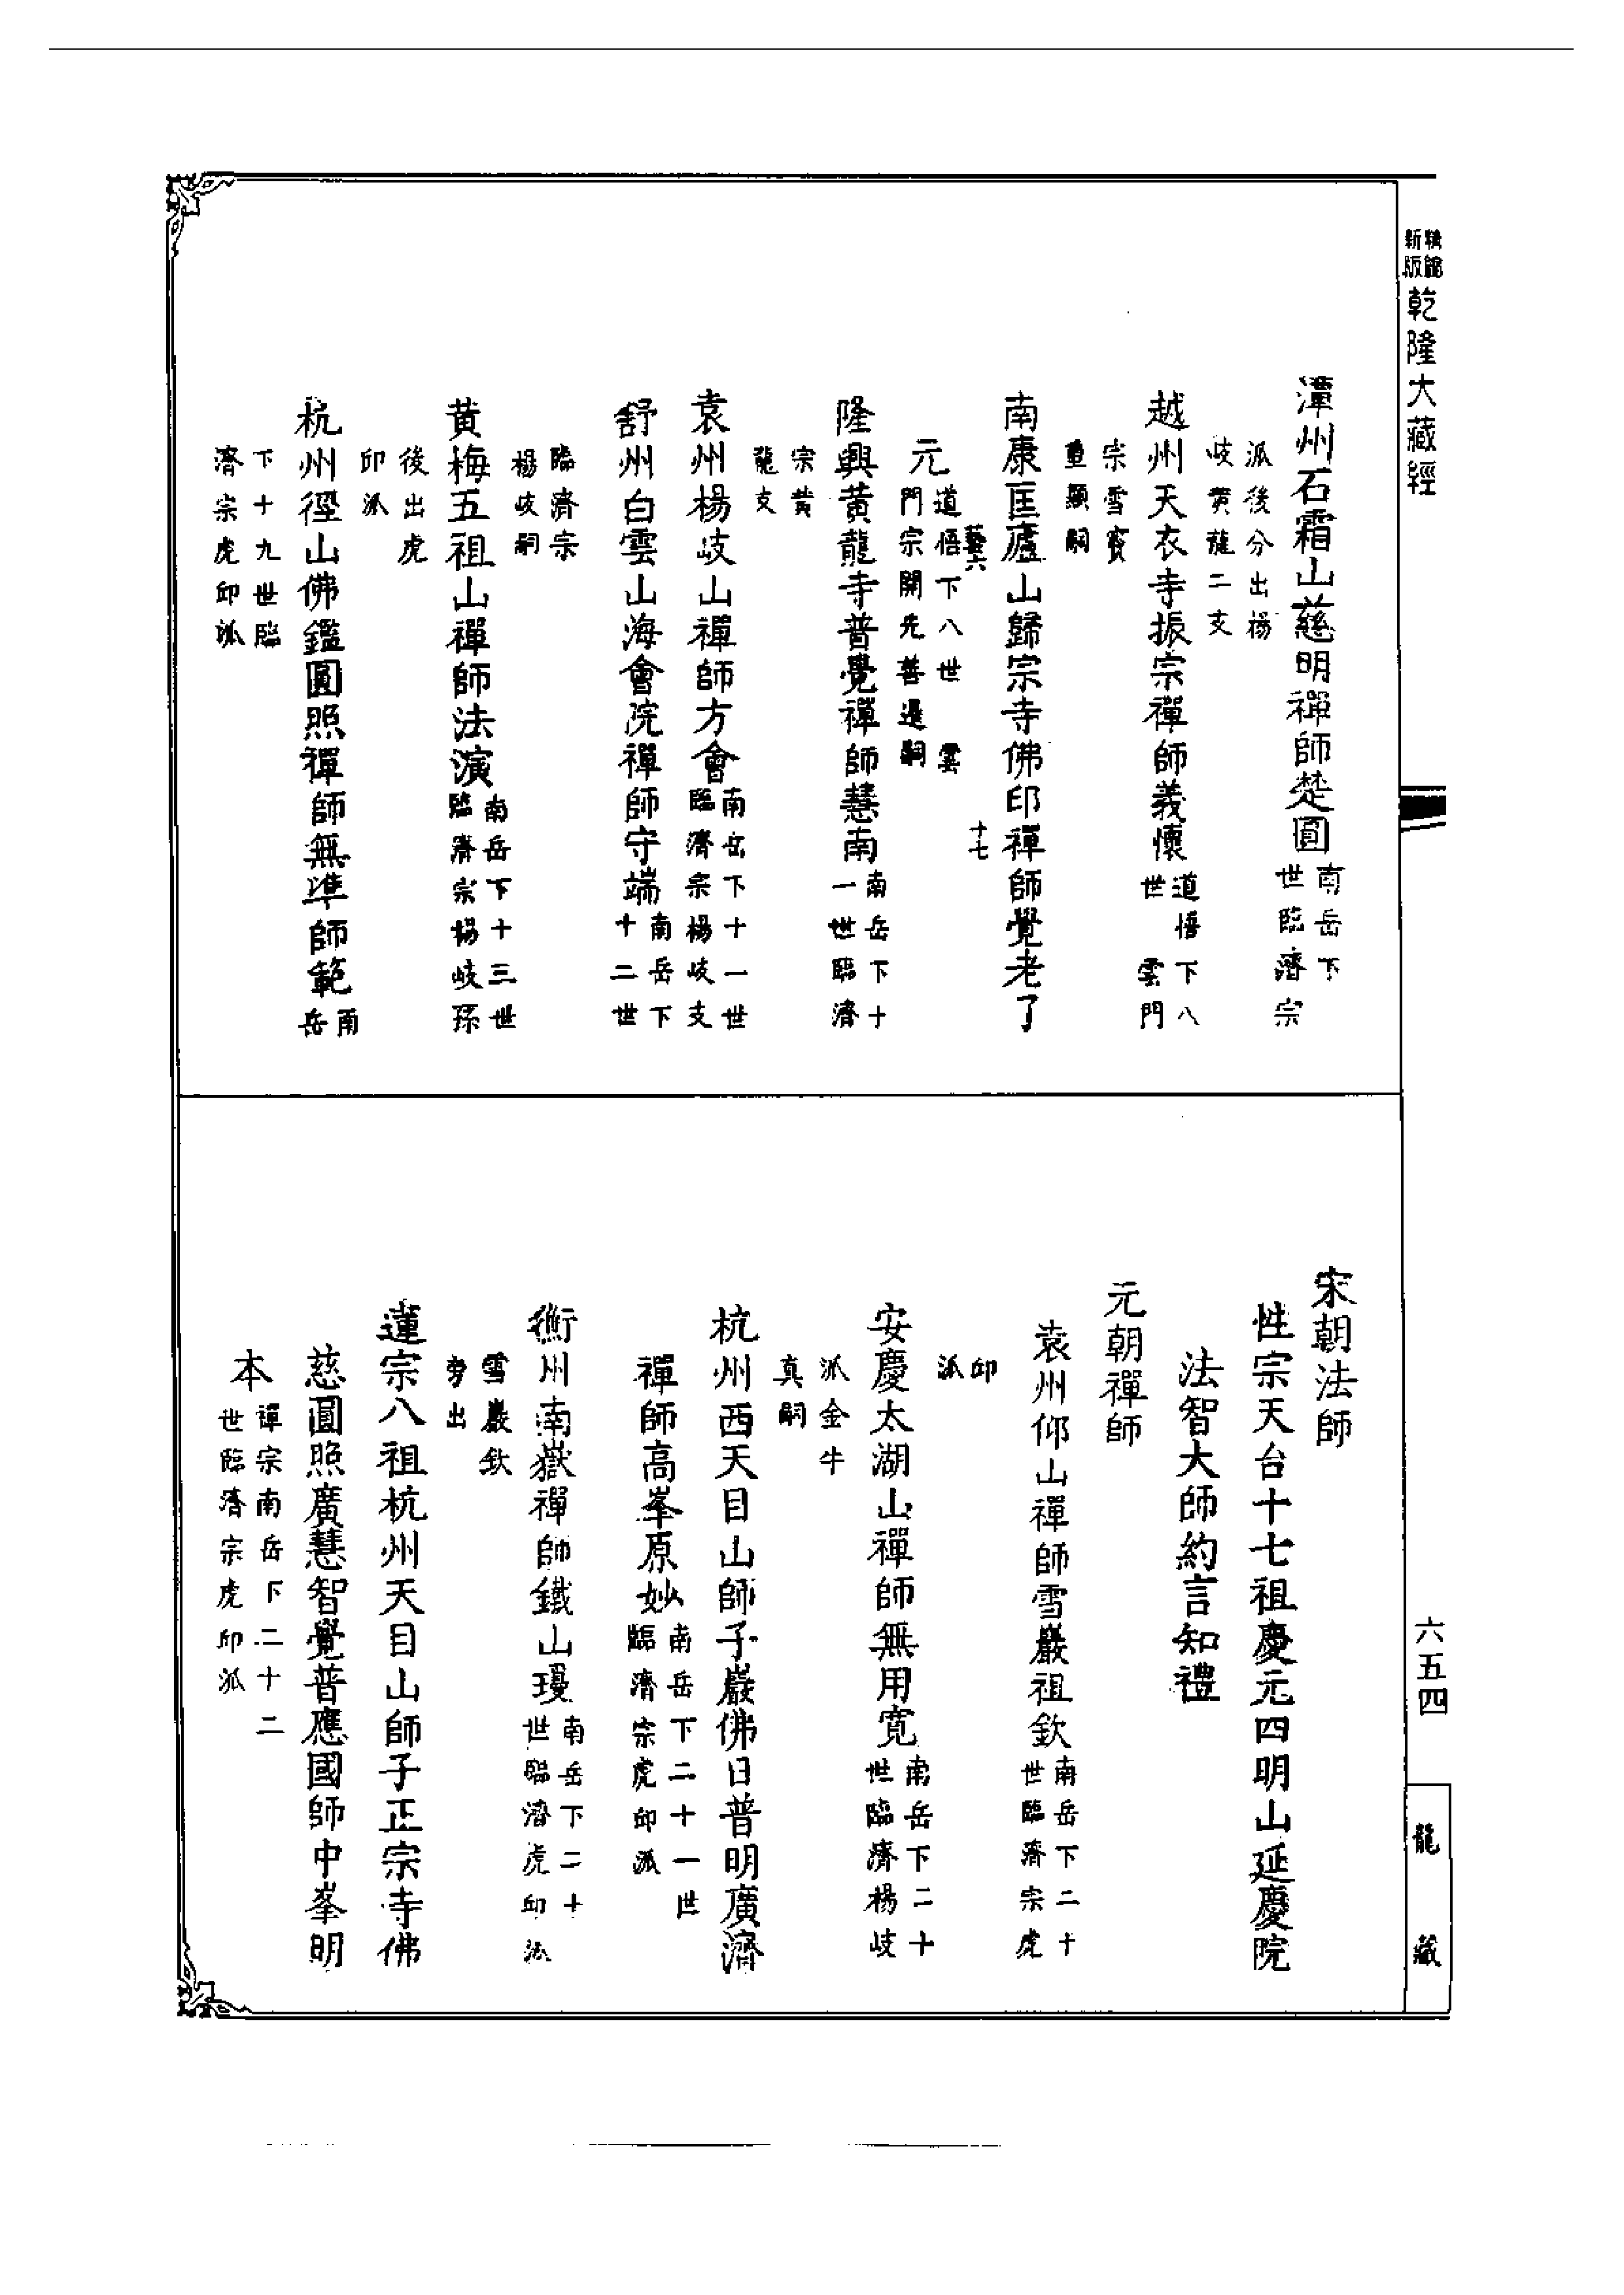 精編
新版
乾隆大藏經
潭州石霜山慈明禪師楚圓
南岳下
世臨濟宗
派後分出楊
岐黃龍二支
越州天衣寺振宗禪師義懷
道悟下八
世雲門
宗雪竇
重顯嗣
南康匡廬山歸宗寺佛印禪師覺老了
藝六
十七
元
道悟下八世雲
門宗開先善暹嗣
隆興黃龍寺普覺禪師慧南
南岳下十
一世臨濟
宗黃
龍支
袁州楊岐山禪師方會
南岳下十一世
臨濟宗楊岐支
舒州白雲山海會院禪師守端
南岳下
十二世
臨濟宗
楊岐嗣
黃梅五祖山禪師法演
南岳下十三世
臨濟宗楊岐孫
後出虎
印派
杭州徑山佛鑑圓照禪師無準師範
南
岳
下十九世臨
濟宗虎印派
宋朝法師
性宗天台十七祖慶元四明山延慶院
法智大師約言知禮
元朝禪師
袁州仰山禪師雪巖祖欽
南岳下二十
世臨濟宗虎
印
派
安慶太湖山禪師無用寬
南岳下二十
世臨濟楊岐
派金牛
真嗣
杭州西天目山師子巖佛日普明廣濟
禪師高峯原妙
南岳下二十一世
臨濟宗虎印派
衡州南嶽禪師鐵山瓊
南岳下二十
世臨濟虎印派
雪巖欽
旁出
蓮宗八祖杭州天目山師子正宗寺佛
慈圓照廣慧智覺普應國師中峯明
本
禪宗南岳下二十二
世臨濟宗虎印派
六五四
龍藏